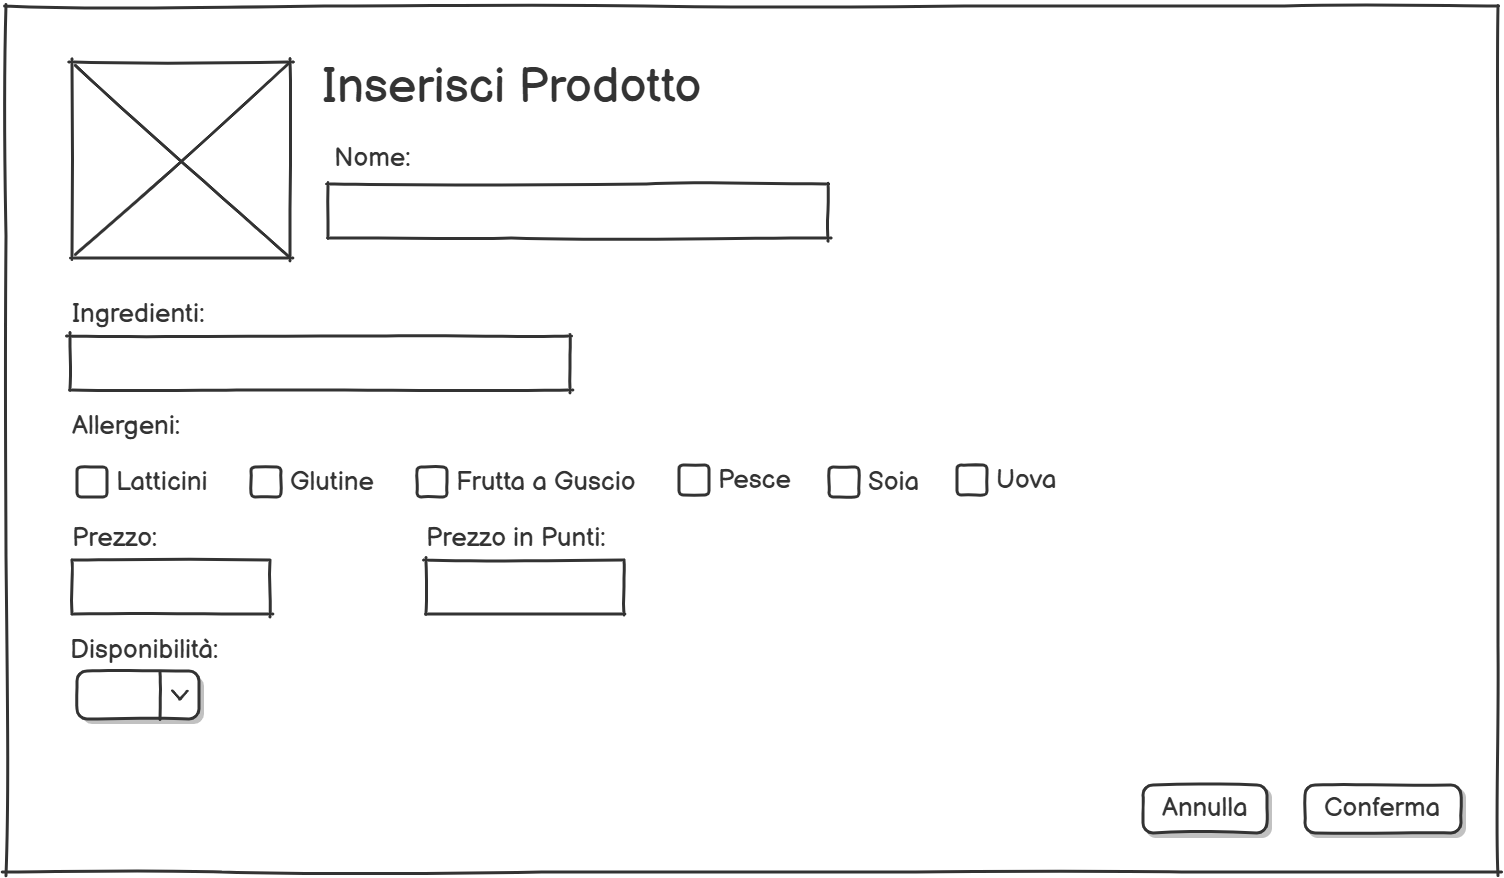 Inserisci Prodotto
Nome:
Ingredienti:
Allergeni:
Latticini Glutine Frutta a Guscio Pesce Soia Uova
Prezzo: Prezzo in Punti:
Disponibilità:
Annulla Conferma